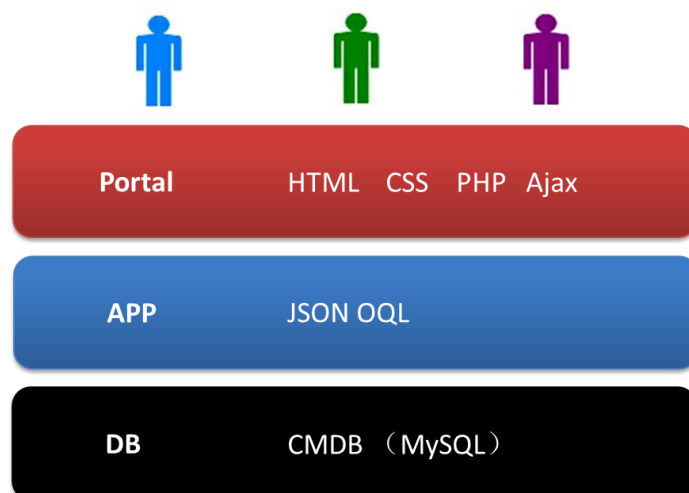 Portal HTML CSS PHP Ajax
APP JSON OQL
DB CMDB （MySQL）